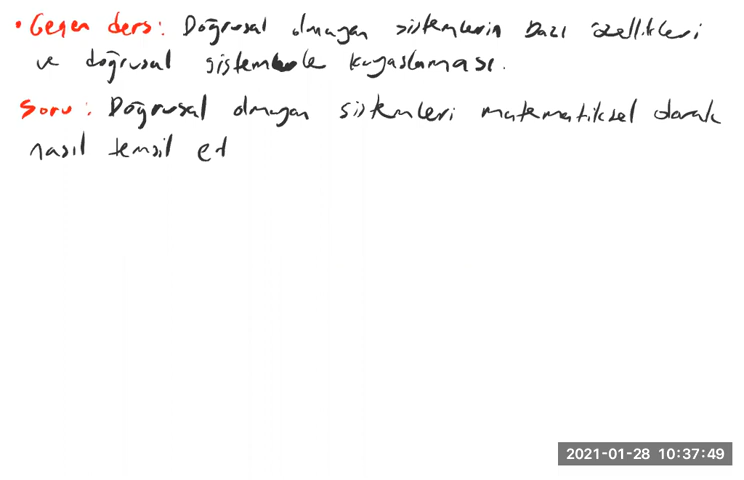 • Geçen ders: Doğrusal olmayan sistemlerin bazı özellikleri
ve doğrusal sistemlerle kıyaslaması.
Soru: Doğrusal olmayan sistemleri matematiksel olarak
nasıl temsil ed
2021-01-28 10:37:49